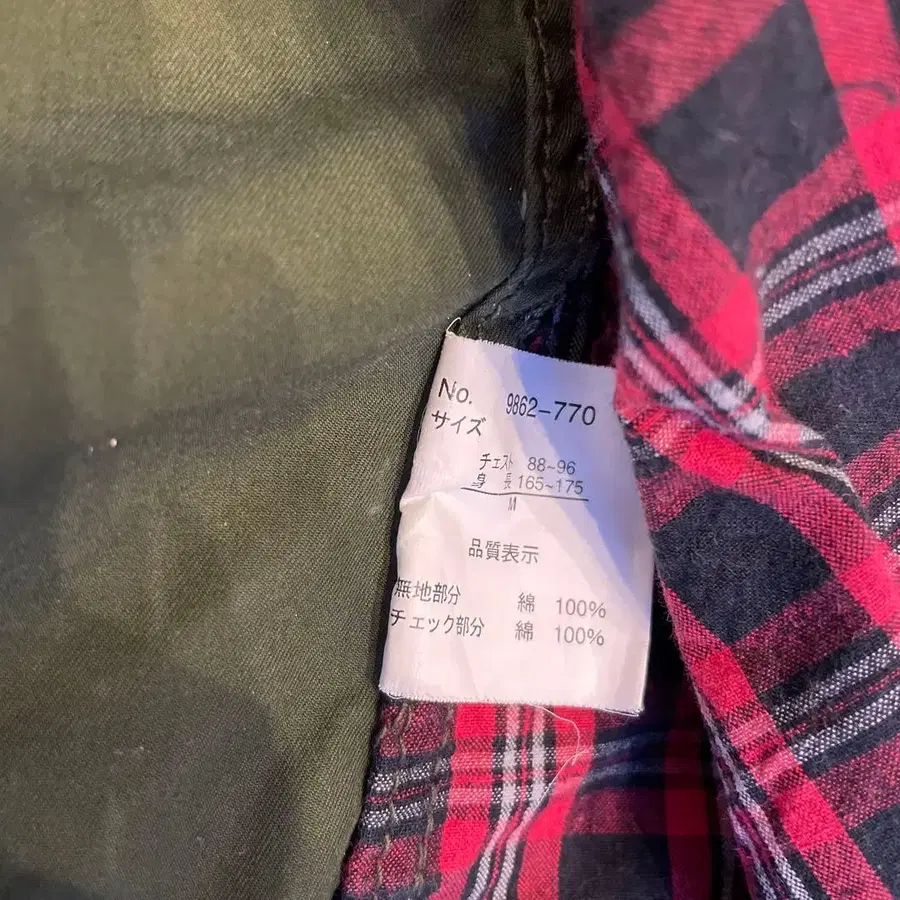 No. 9862-770
サイズ
チェスト 88~96
身長 165~175
M
品質表示
無地部分 綿 100%
チェック部分 綿 100%